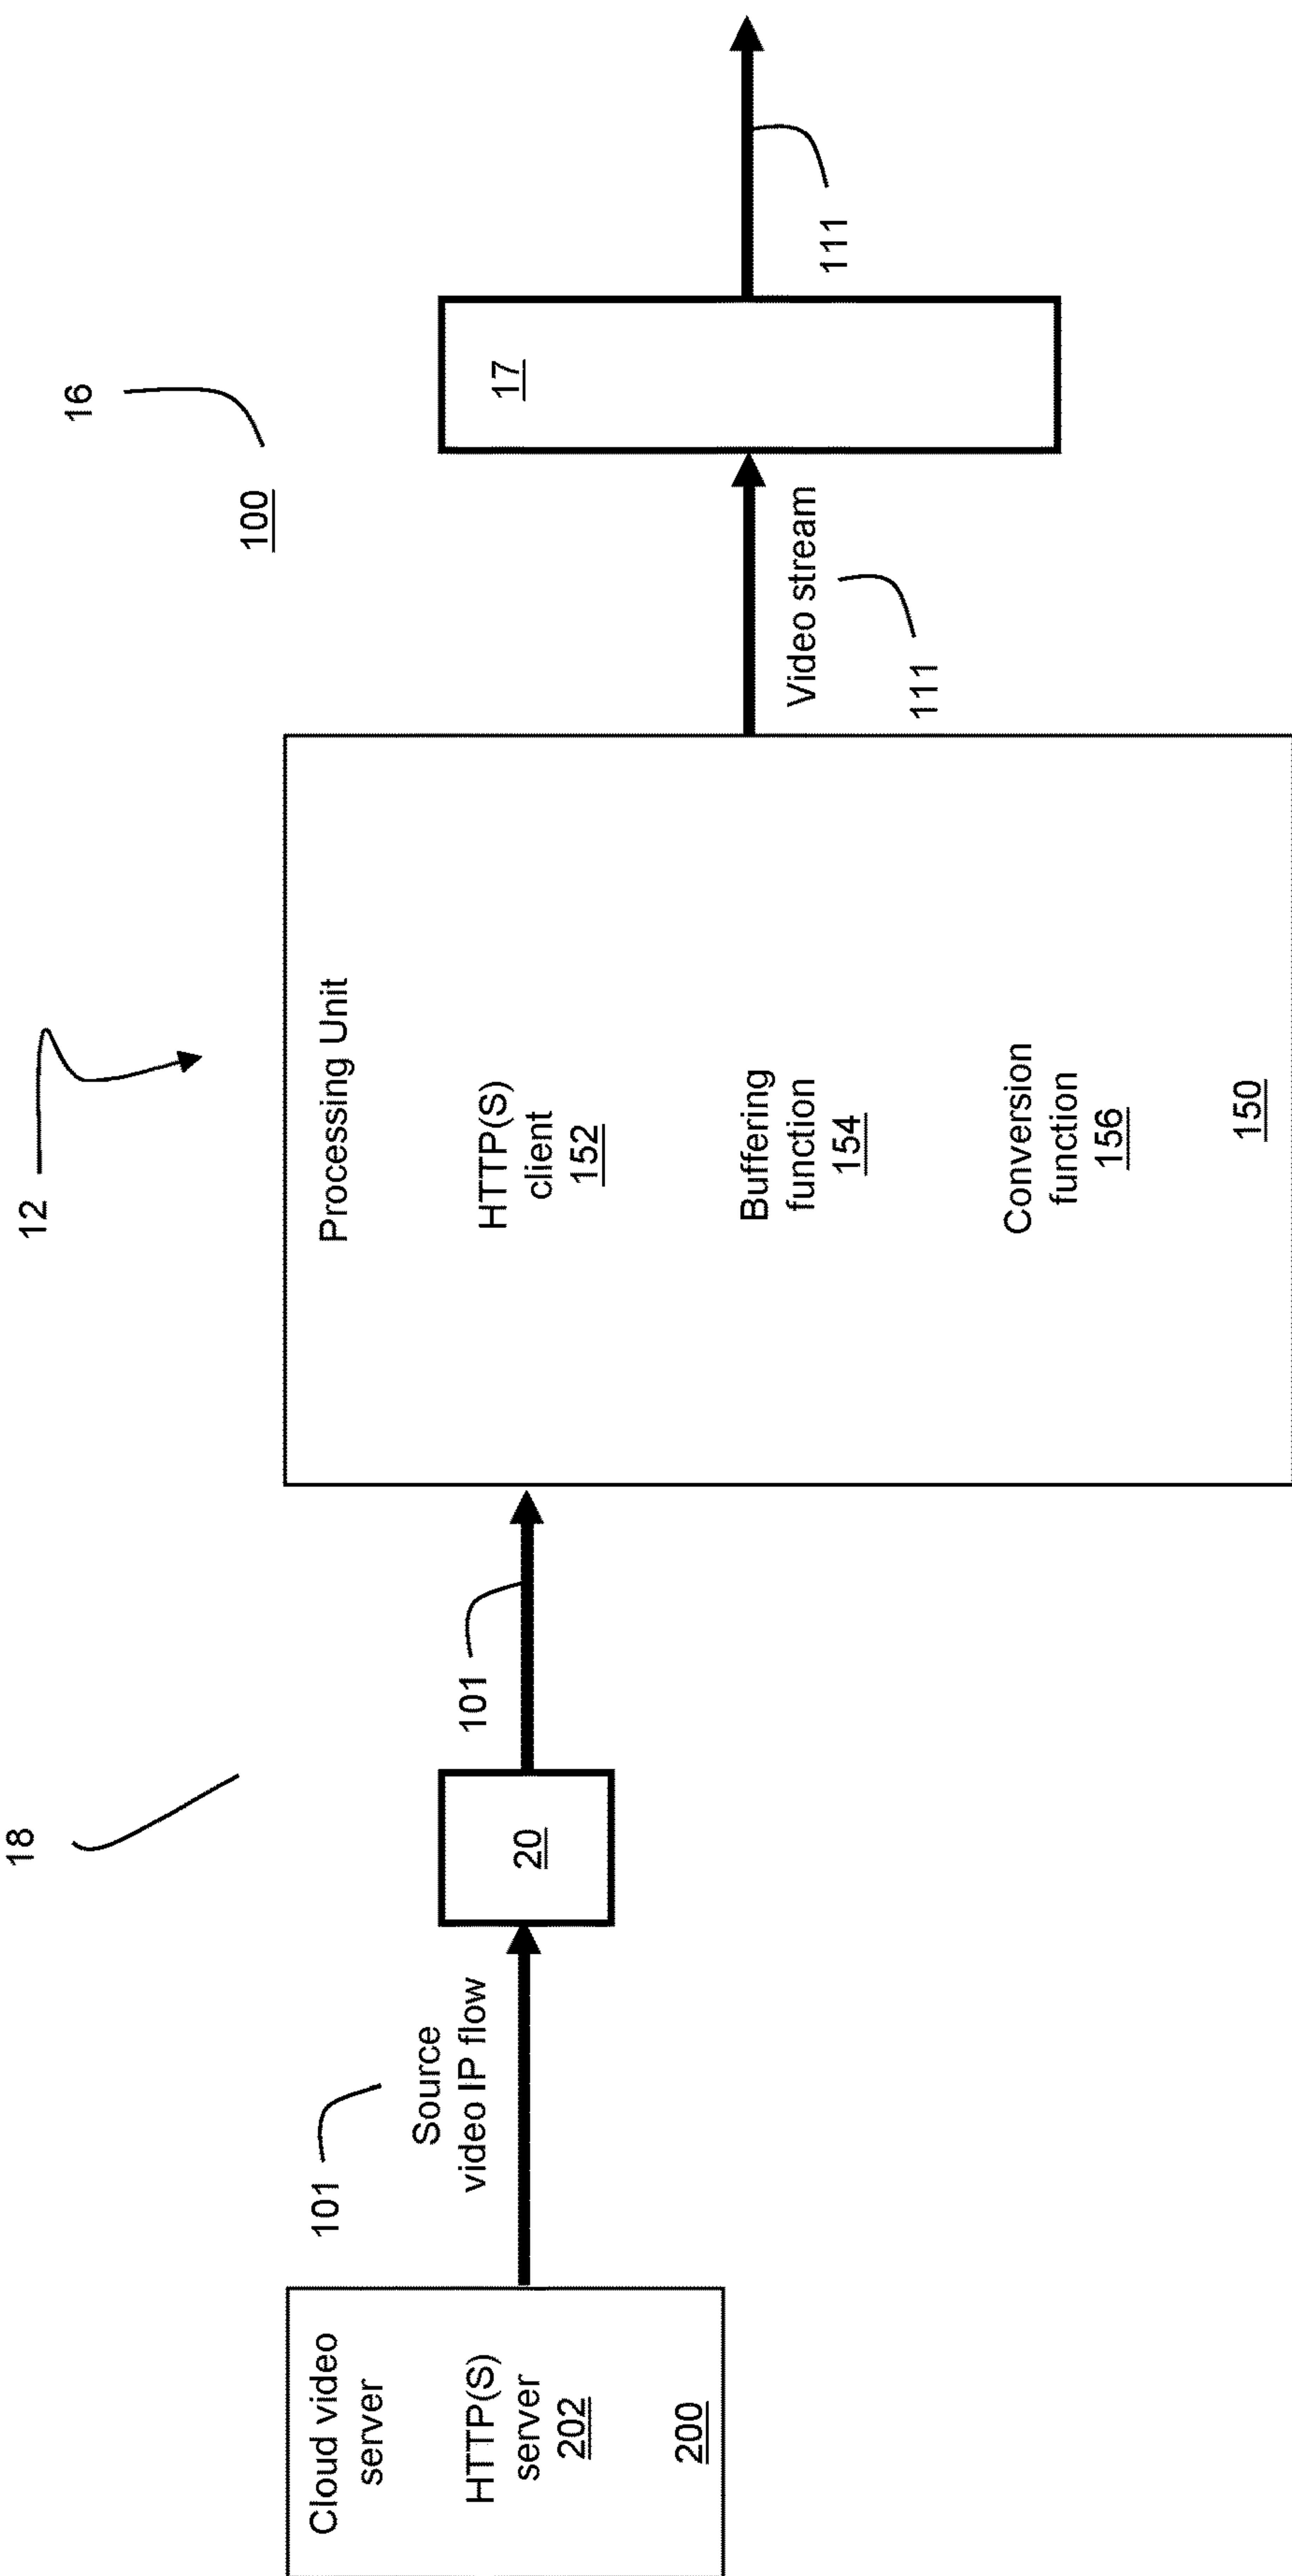 Cloud video
server
HTTP(S)
server
202
200
101
Source
video IP flow
18
20
101
12
Processing Unit
HTTP(S)
client
152
Buffering
function
154
Conversion
function
156
150
Video stream
111
16
100
17
111